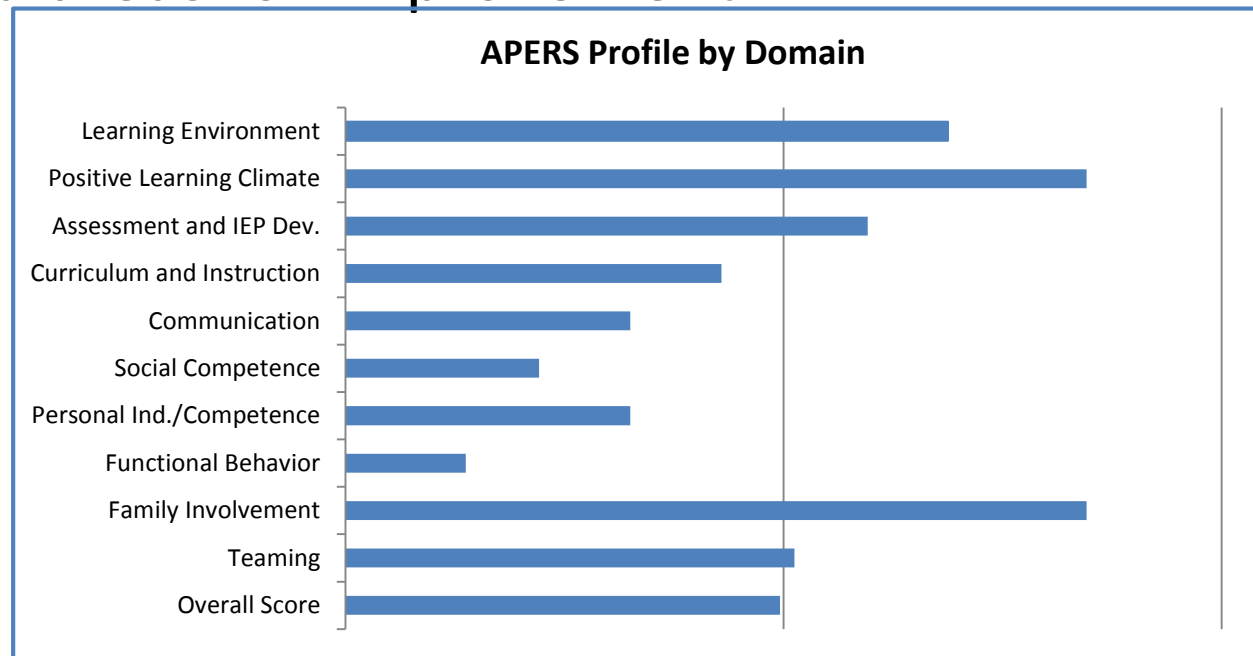 APERS Profile by Domain
Learning Environment
Positive Learning Climate
Assessment and IEP Dev.
Curriculum and Instruction
Communication
Social Competence
Personal Ind./Competence
Functional Behavior
Family Involvement
Teaming
Overall Score